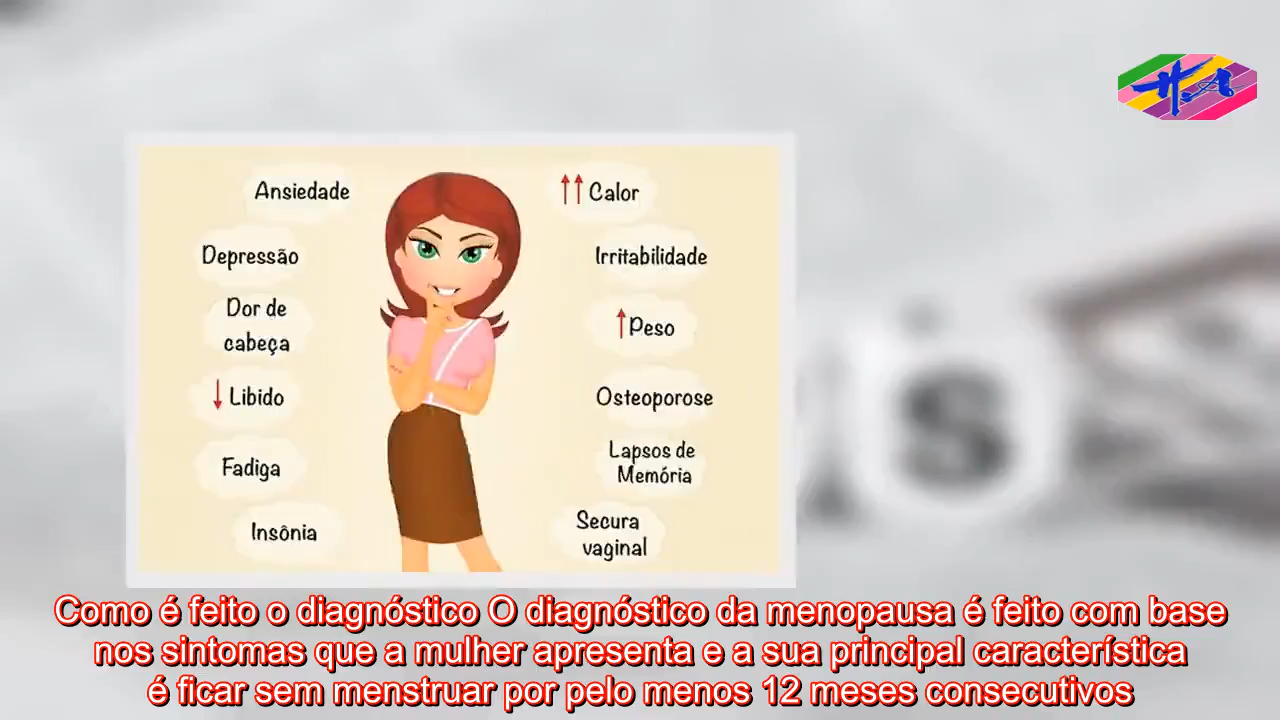 Ansiedade
Depressão
Dor de
cabeça
↓ Libido
Fadiga
Insônia
↑↑ Calor
Irritabilidade
↑ Peso
Osteoporose
Lapsos de
Memória
Secura
vaginal
HA
is
Como é feito o diagnóstico O diagnóstico da menopausa é feito com base
nos sintomas que a mulher apresenta e a sua principal característica
é ficar sem menstruar por pelo menos 12 meses consecutivos